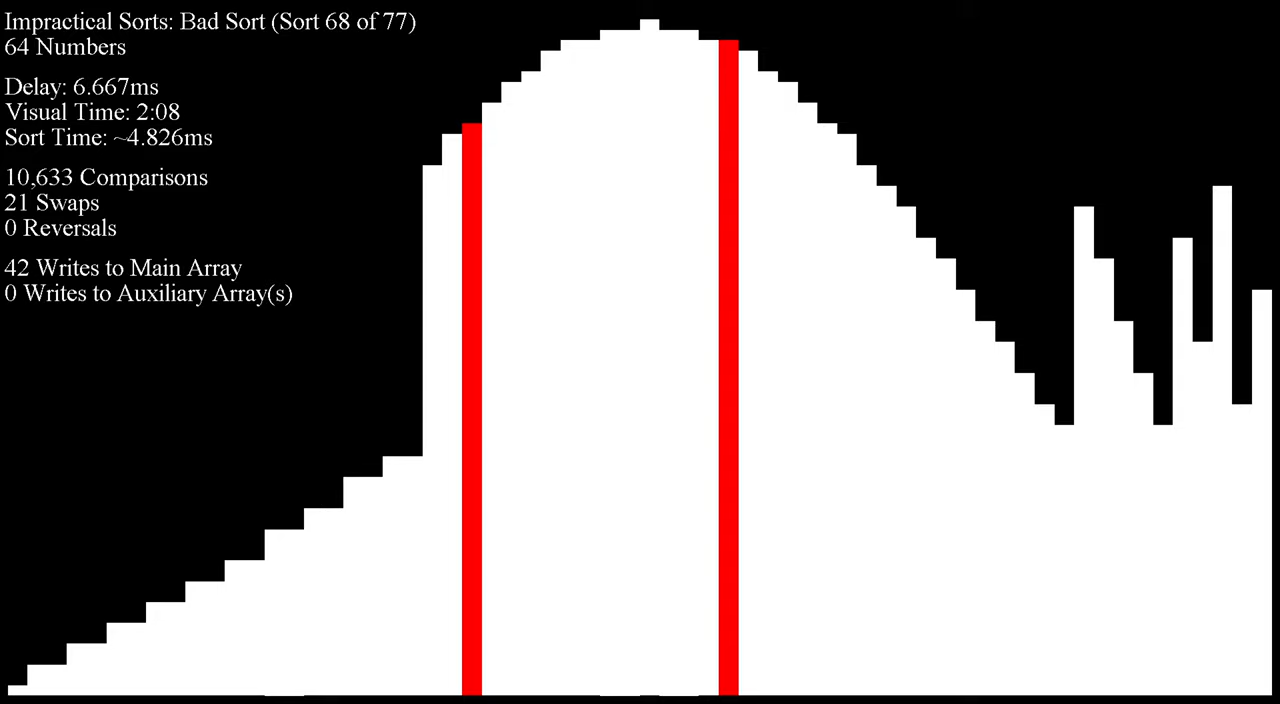 Impractical Sorts: Bad Sort (Sort 68 of 77)
64 Numbers
Delay: 6.667ms
Visual Time: 2:08
Sort Time: ~4.826ms
10,633 Comparisons
21 Swaps
0 Reversals
42 Writes to Main Array
0 Writes to Auxiliary Array(s)